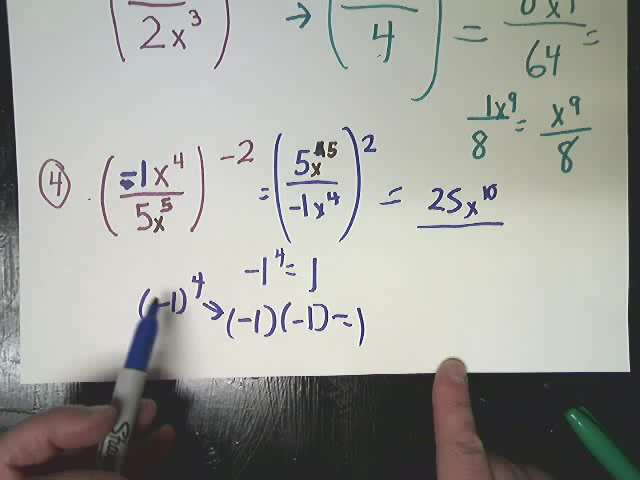 ( / 2x³ ) → ( / 4 ) = / 64 =
1x⁹/8 = x⁹/8
④ (-1x⁴/5x⁵)⁻² = (5x⁵/-1x⁴)² = 25x¹⁰
-1⁴ = 1
(-1)⁴ → (-1)(-1) = 1